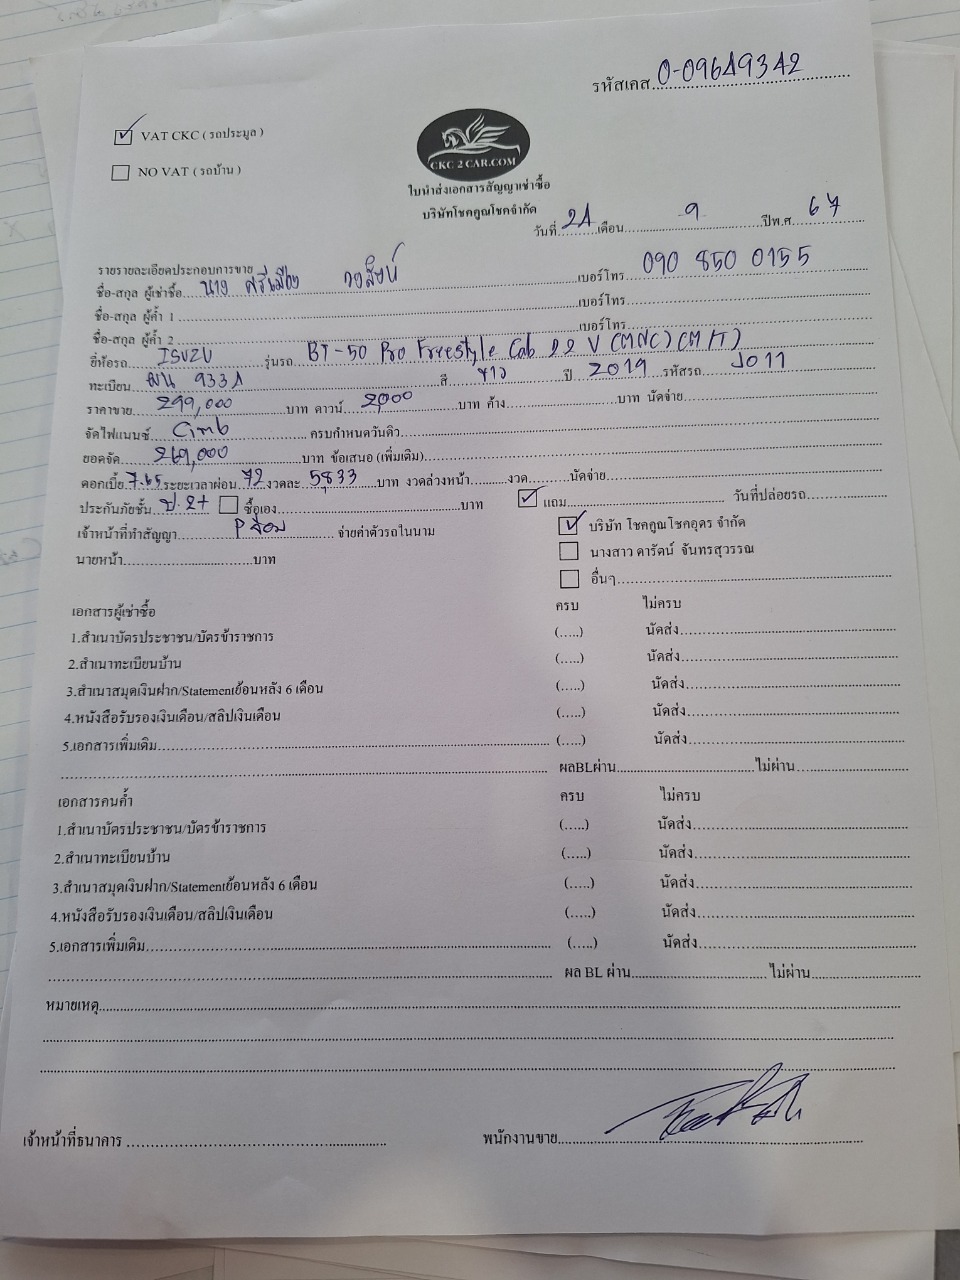 รหัสเคส 0-09649342
☑ VAT CKC ( รถประมูล )
☐ NO VAT ( รถบ้าน )
CKC 2 CAR.COM
ใบนำส่งเอกสารสัญญาเช่าซื้อ
บริษัทโชคคูณโชคจำกัด
วันที่ 24 เดือน 9 ปีพ.ศ. 67
รายรายละเอียดประกอบการขาย
ชื่อ-สกุล ผู้เช่าซื้อ นาง ศรีเมือง เบอร์โทร 090 850 0155
ชื่อ-สกุล ผู้ค้ำ 1 เบอร์โทร
ชื่อ-สกุล ผู้ค้ำ 2 เบอร์โทร
ยี่ห้อรถ ISUZU รุ่นรถ BT-50 Pro Freestyle Cab 2.2 V (MNC) (M/T)
ทะเบียน ผน 9334 สี ขาว ปี 2019 รหัสรถ J011
ราคาขาย 299,000 บาท ดาวน์ 2,000 บาท ค้าง บาท นัดจ่าย
จัดไฟแนนซ์ Cimb ครบกำหนดวันดิว
ยอดจัด 269,000 บาท ข้อเสนอ (เพิ่มเติม)
ดอกเบี้ย 7.65 ระยะเวลาผ่อน 72 งวดละ 5,833 บาท งวดล่วงหน้า งวด นัดจ่าย
ประกันภัยชั้น ป.2+ ☐ ซื้อเอง บาท ☑ แถม วันที่ปล่อยรถ
เจ้าหน้าที่ทำสัญญา P จ๋อม จ่ายค่าตัวรถในนาม ☑ บริษัท โชคคูณโชคอุดร จำกัด
นายหน้า บาท ☐ นางสาว ดารัตน์ จันทรสุวรรณ
☐ อื่นๆ
เอกสารผู้เช่าซื้อ ครบ ไม่ครบ
1.สำเนาบัตรประชาชน/บัตรข้าราชการ (.....) นัดส่ง
2.สำเนาทะเบียนบ้าน (.....) นัดส่ง
3.สำเนาสมุดเงินฝาก/Statementย้อนหลัง 6 เดือน (.....) นัดส่ง
4.หนังสือรับรองเงินเดือน/สลิปเงินเดือน (.....) นัดส่ง
5.เอกสารเพิ่มเติม (.....) นัดส่ง
ผลBLผ่าน ไม่ผ่าน
เอกสารคนค้ำ ครบ ไม่ครบ
1.สำเนาบัตรประชาชน/บัตรข้าราชการ (.....) นัดส่ง
2.สำเนาทะเบียนบ้าน (.....) นัดส่ง
3.สำเนาสมุดเงินฝาก/Statementย้อนหลัง 6 เดือน (.....) นัดส่ง
4.หนังสือรับรองเงินเดือน/สลิปเงินเดือน (.....) นัดส่ง
5.เอกสารเพิ่มเติม (.....) นัดส่ง
ผล BL ผ่าน ไม่ผ่าน
หมายเหตุ
เจ้าหน้าที่ธนาคาร พนักงานขาย